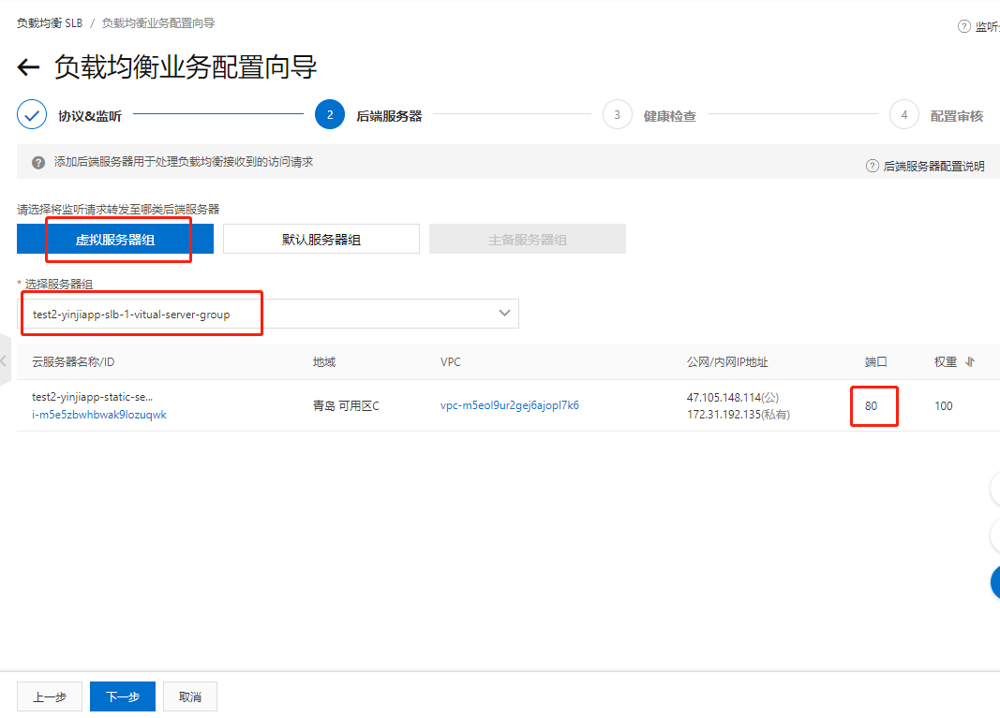 负载均衡 SLB / 负载均衡业务配置向导
监听
负载均衡业务配置向导
协议&监听
2 后端服务器
3 健康检查
4 配置审核
添加后端服务器用于处理负载均衡接收到的访问请求
后端服务器配置说明
请选择将监听请求转发至哪类后端服务器
虚拟服务器组 默认服务器组 主备服务器组
* 选择服务器组
test2-yinjiapp-slb-1-vitual-server-group
云服务器名称/ID 地域 VPC 公网/内网IP地址 端口 权重
test2-yinjiapp-static-se...
i-m5e5zbwhbwak9lozuqwk
青岛 可用区C
vpc-m5eol9ur2gej6ajopl7k6
47.105.148.114(公)
172.31.192.135(私有)
80
100
上一步 下一步 取消